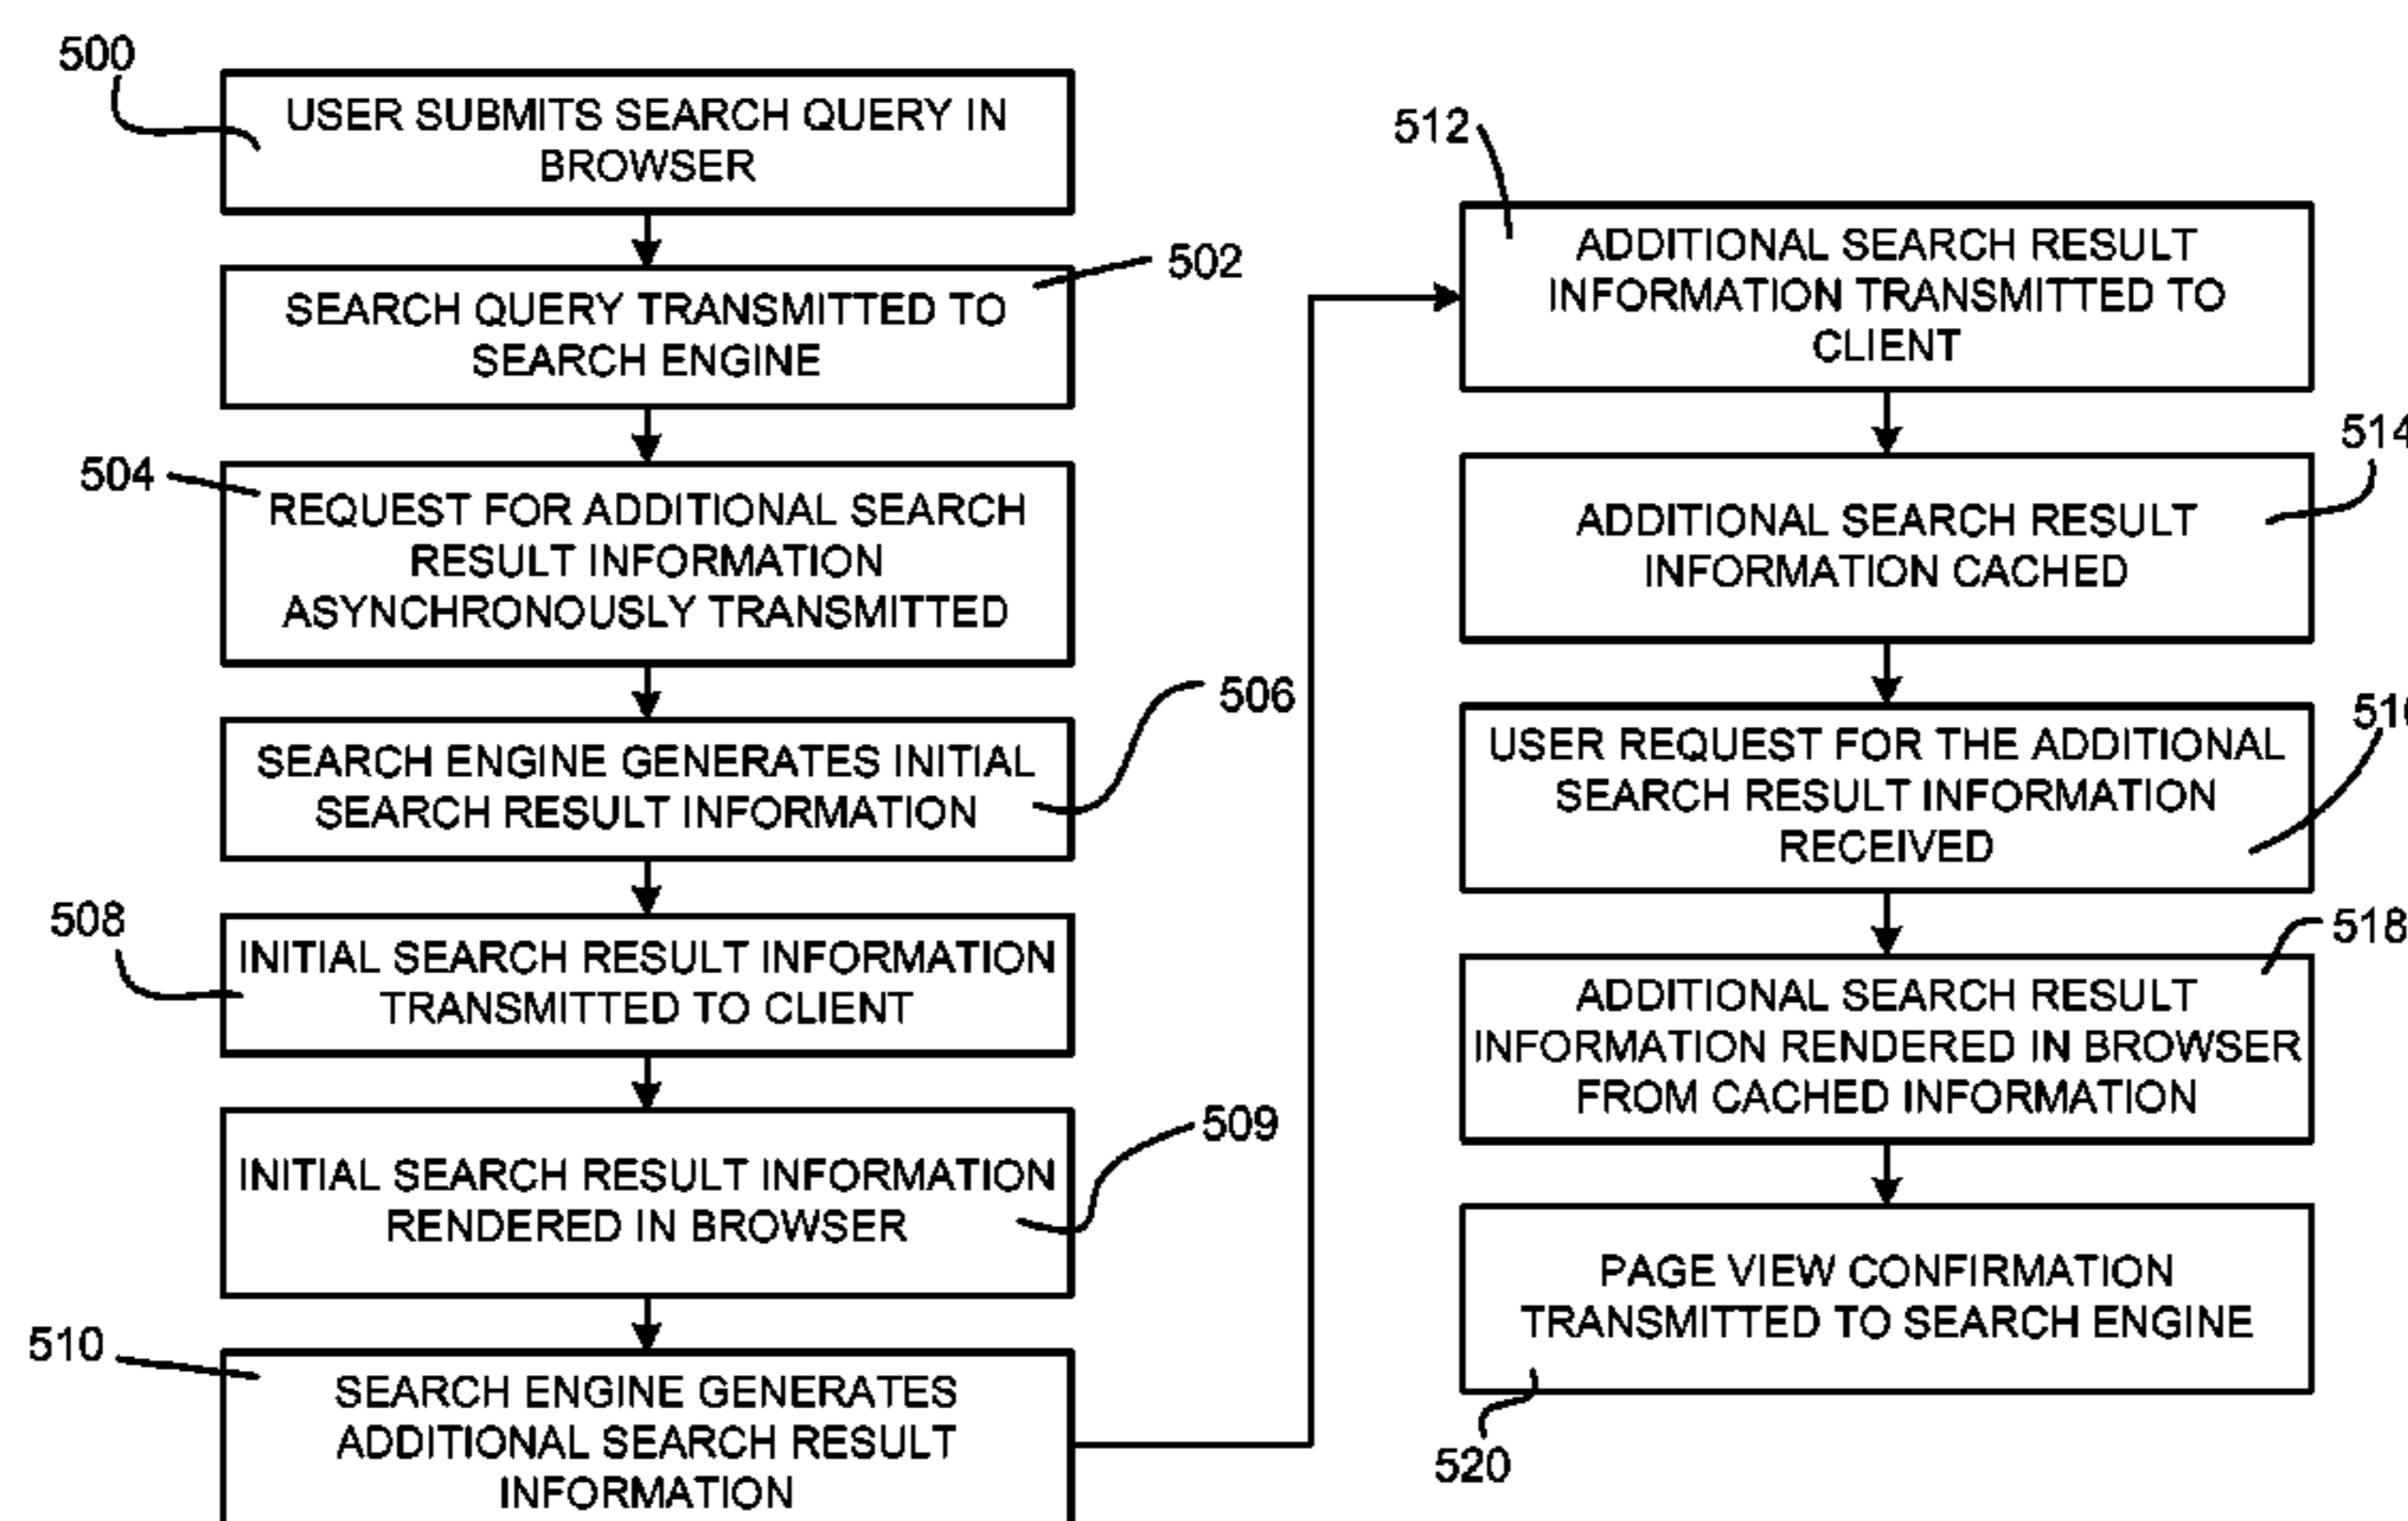 500
USER SUBMITS SEARCH QUERY IN
BROWSER
502
SEARCH QUERY TRANSMITTED TO
SEARCH ENGINE
504
REQUEST FOR ADDITIONAL SEARCH
RESULT INFORMATION
ASYNCHRONOUSLY TRANSMITTED
506
SEARCH ENGINE GENERATES INITIAL
SEARCH RESULT INFORMATION
508
INITIAL SEARCH RESULT INFORMATION
TRANSMITTED TO CLIENT
509
INITIAL SEARCH RESULT INFORMATION
RENDERED IN BROWSER
510
SEARCH ENGINE GENERATES
ADDITIONAL SEARCH RESULT
INFORMATION
512
ADDITIONAL SEARCH RESULT
INFORMATION TRANSMITTED TO
CLIENT
514
ADDITIONAL SEARCH RESULT
INFORMATION CACHED
USER REQUEST FOR THE ADDITIONAL
SEARCH RESULT INFORMATION
RECEIVED
518
ADDITIONAL SEARCH RESULT
INFORMATION RENDERED IN BROWSER
FROM CACHED INFORMATION
PAGE VIEW CONFIRMATION
TRANSMITTED TO SEARCH ENGINE
520